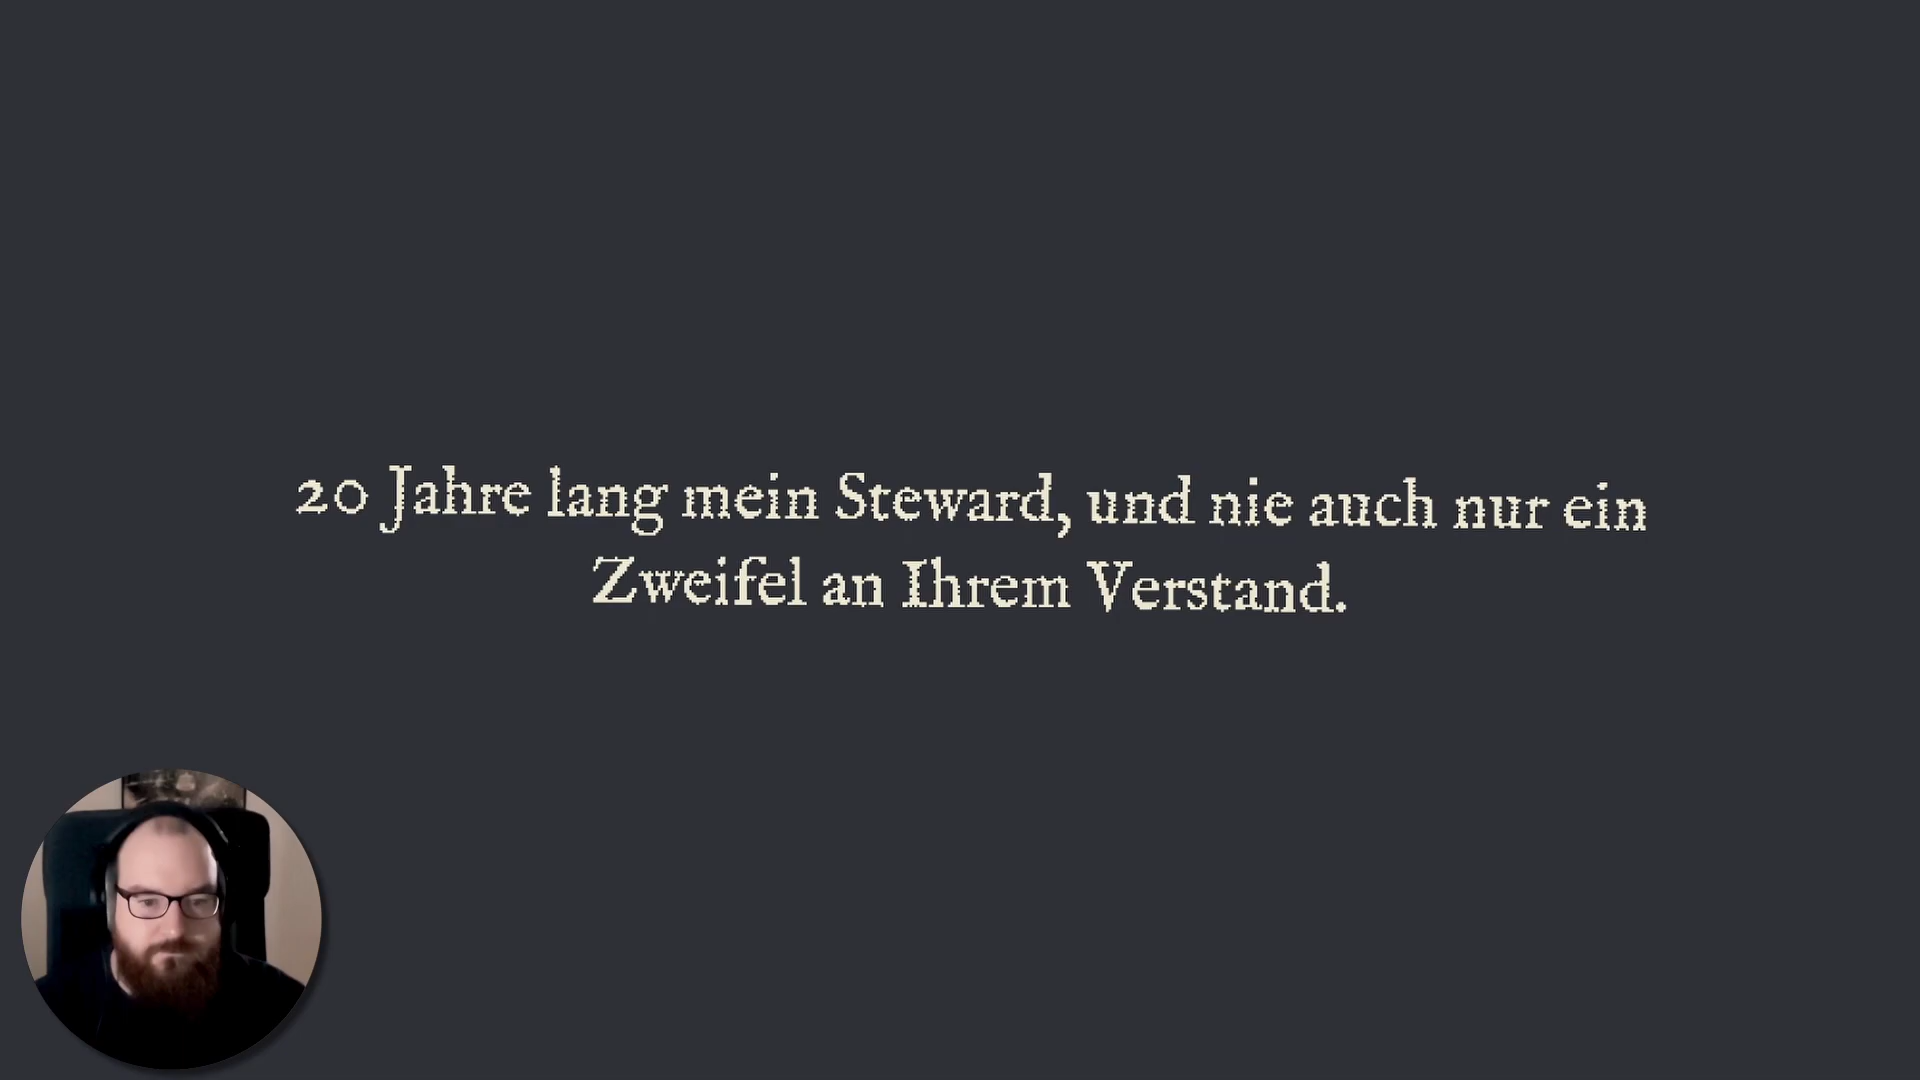 20 Jahre lang mein Steward, und nie auch nur ein
Zweifel an Ihrem Verstand.